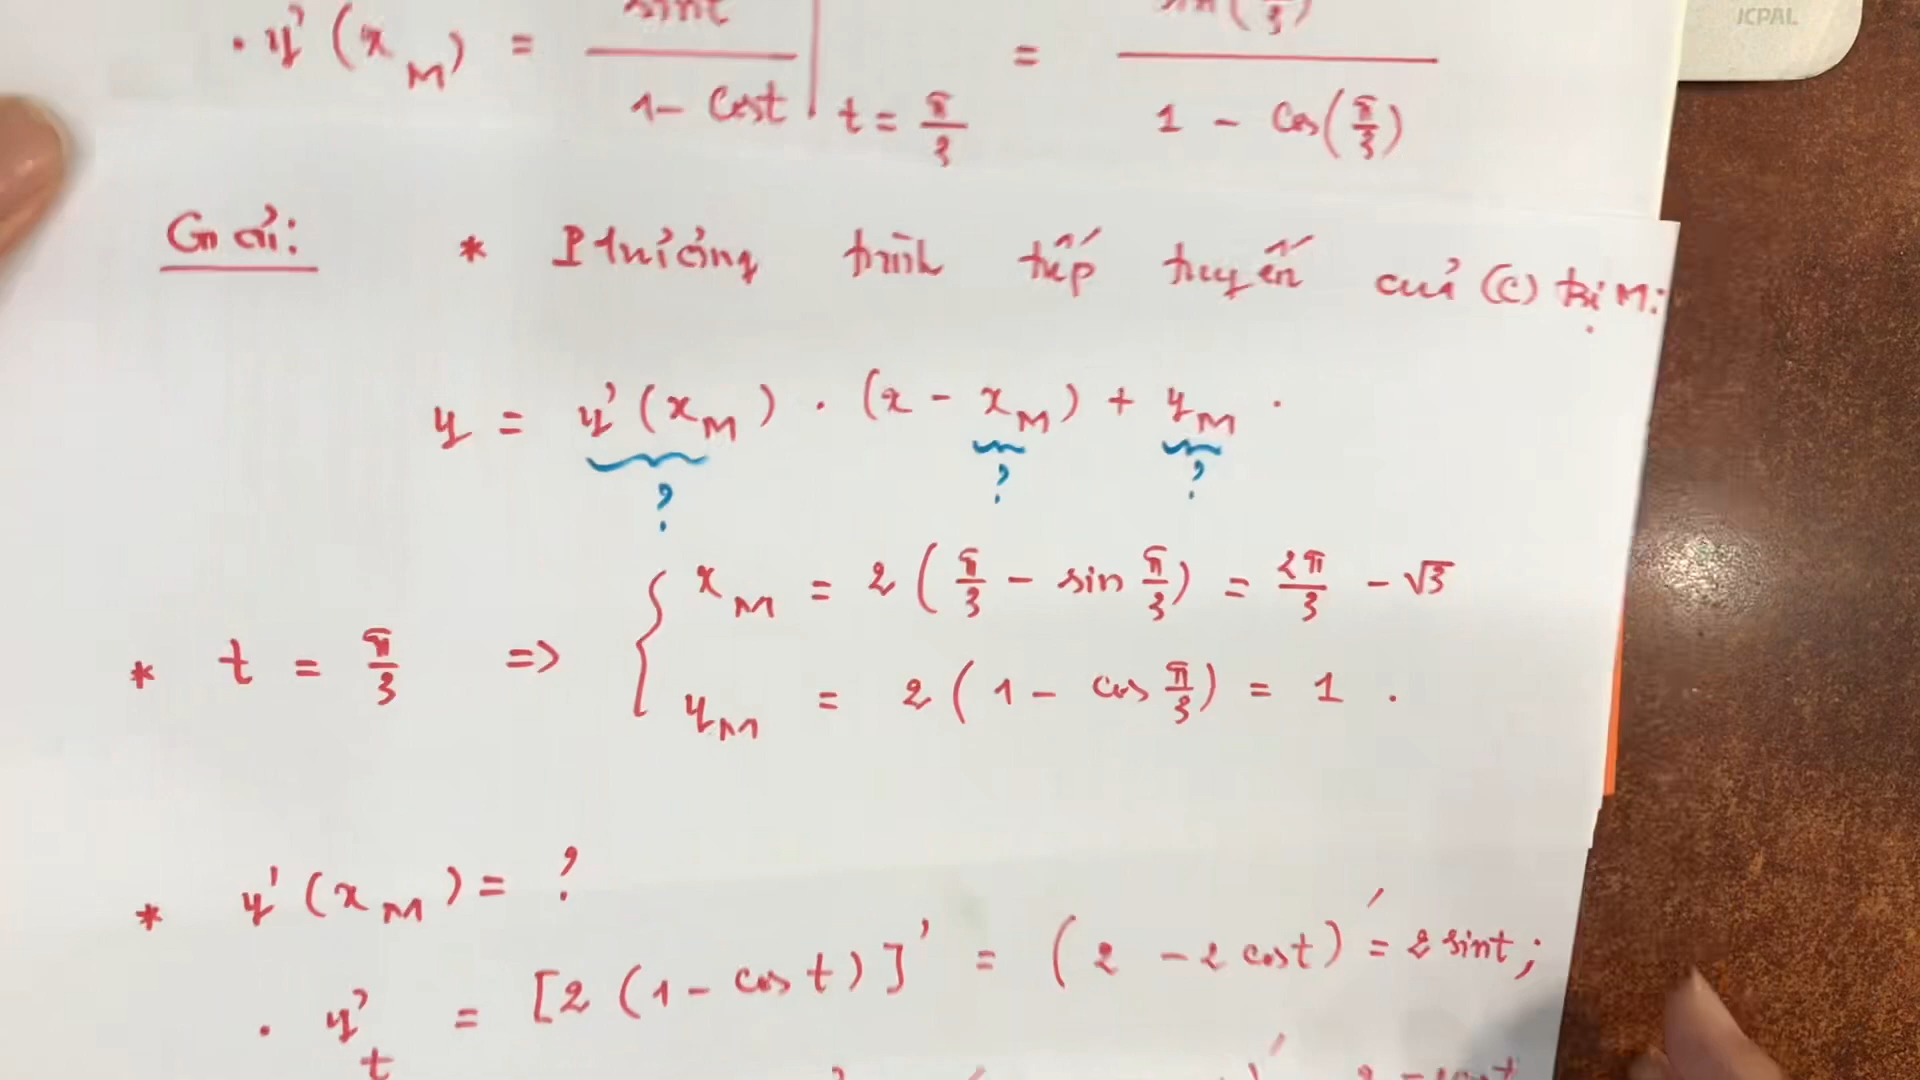 JCPAL
• y'(x_M) = sint / (1 - cost) | t = π/3 = sin(π/3) / (1 - cos(π/3))
Giải: * Phương trình tiếp tuyến của (C) tại M:
y = y'(x_M) . (x - x_M) + y_M .
? ? ?
* t = π/3 => { x_M = 2 ( π/3 - sin π/3 ) = 2π/3 - √3
y_M = 2 ( 1 - cos π/3 ) = 1 .
* y'(x_M) = ?
• y'_t = [2 (1 - cos t)]' = (2 - 2 cost)' = 2 sint;